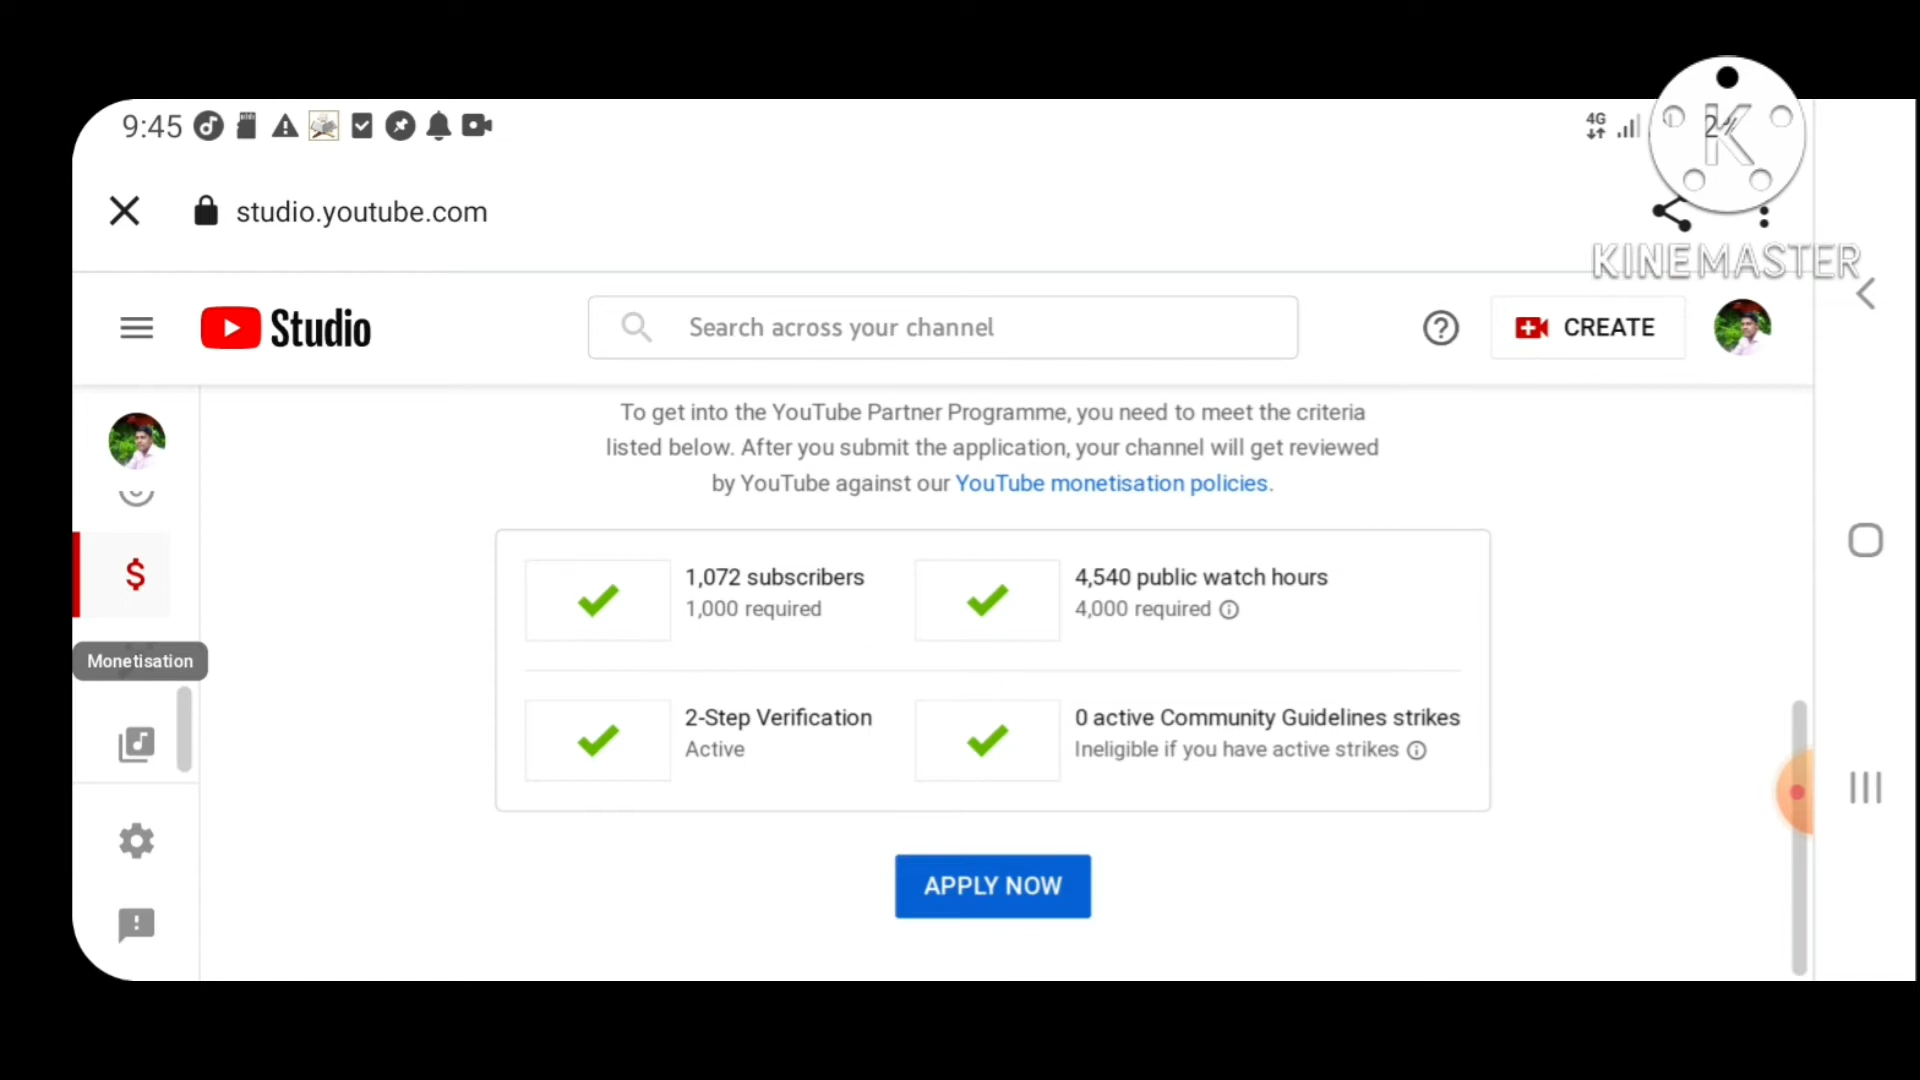 9:45
4G
studio.youtube.com
KINEMASTER
Studio
Search across your channel
CREATE
To get into the YouTube Partner Programme, you need to meet the criteria
listed below. After you submit the application, your channel will get reviewed
by YouTube against our YouTube monetisation policies.
1,072 subscribers
1,000 required
4,540 public watch hours
4,000 required
Monetisation
2-Step Verification
Active
0 active Community Guidelines strikes
Ineligible if you have active strikes
APPLY NOW